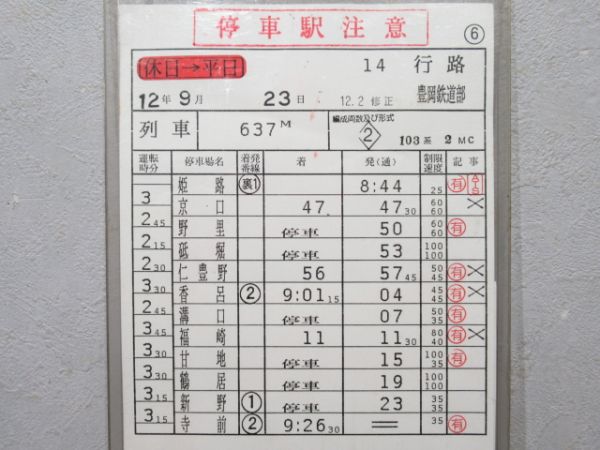 停車駅注意 ⑥
休日→平日 14 行路
12年9月 23日 12.2修正 豊岡鉄道部
列車 637M 編成両数及び形式 ② 103系 2MC
運転時分 停車場名 着発番線 着 発(通) 制限速度 記事
姫路 裏1 8:44 25 有 ATS
3 京口 47. 47 30 60 60 ×
2 45 野里 停車 50 60 60 有
2 15 砥堀 停車 53 100 100
2 30 仁豊野 56 57 45 50 45 有 ×
3 30 香呂 ② 9:01 15 04 45 45 有 ×
2 45 溝口 停車 07 50 35 有
3 45 福崎 11 11 30 80 40 有 ×
3 30 甘地 停車 15 100 35 有
3 30 鶴居 停車 19 100 100
3 15 新野 ① 停車 23 35 35
3 15 寺前 ② 9:26 30 = 35 有